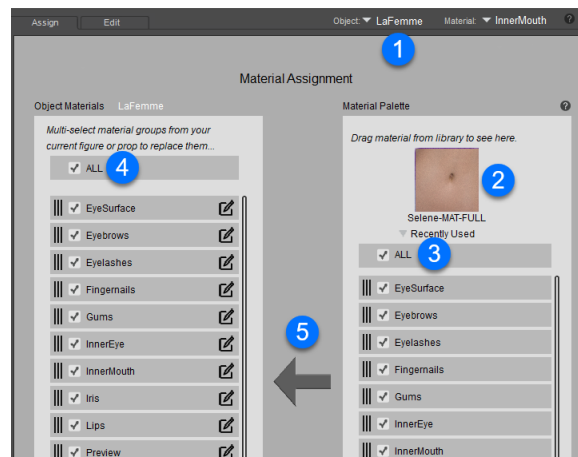 Assign Edit Object: LaFemme Material: InnerMouth ?
1
Material Assignment
Object Materials LaFemme
Material Palette ?
Multi-select material groups from your
current figure or prop to replace them...
ALL 4
EyeSurface
Eyebrows
Eyelashes
Fingernails
Gums
InnerEye
InnerMouth
Iris
Lips
Preview
5
Drag material from library to see here.
2
Selene-MAT-FULL
Recently Used
ALL 3
EyeSurface
Eyebrows
Eyelashes
Fingernails
Gums
InnerEye
InnerMouth